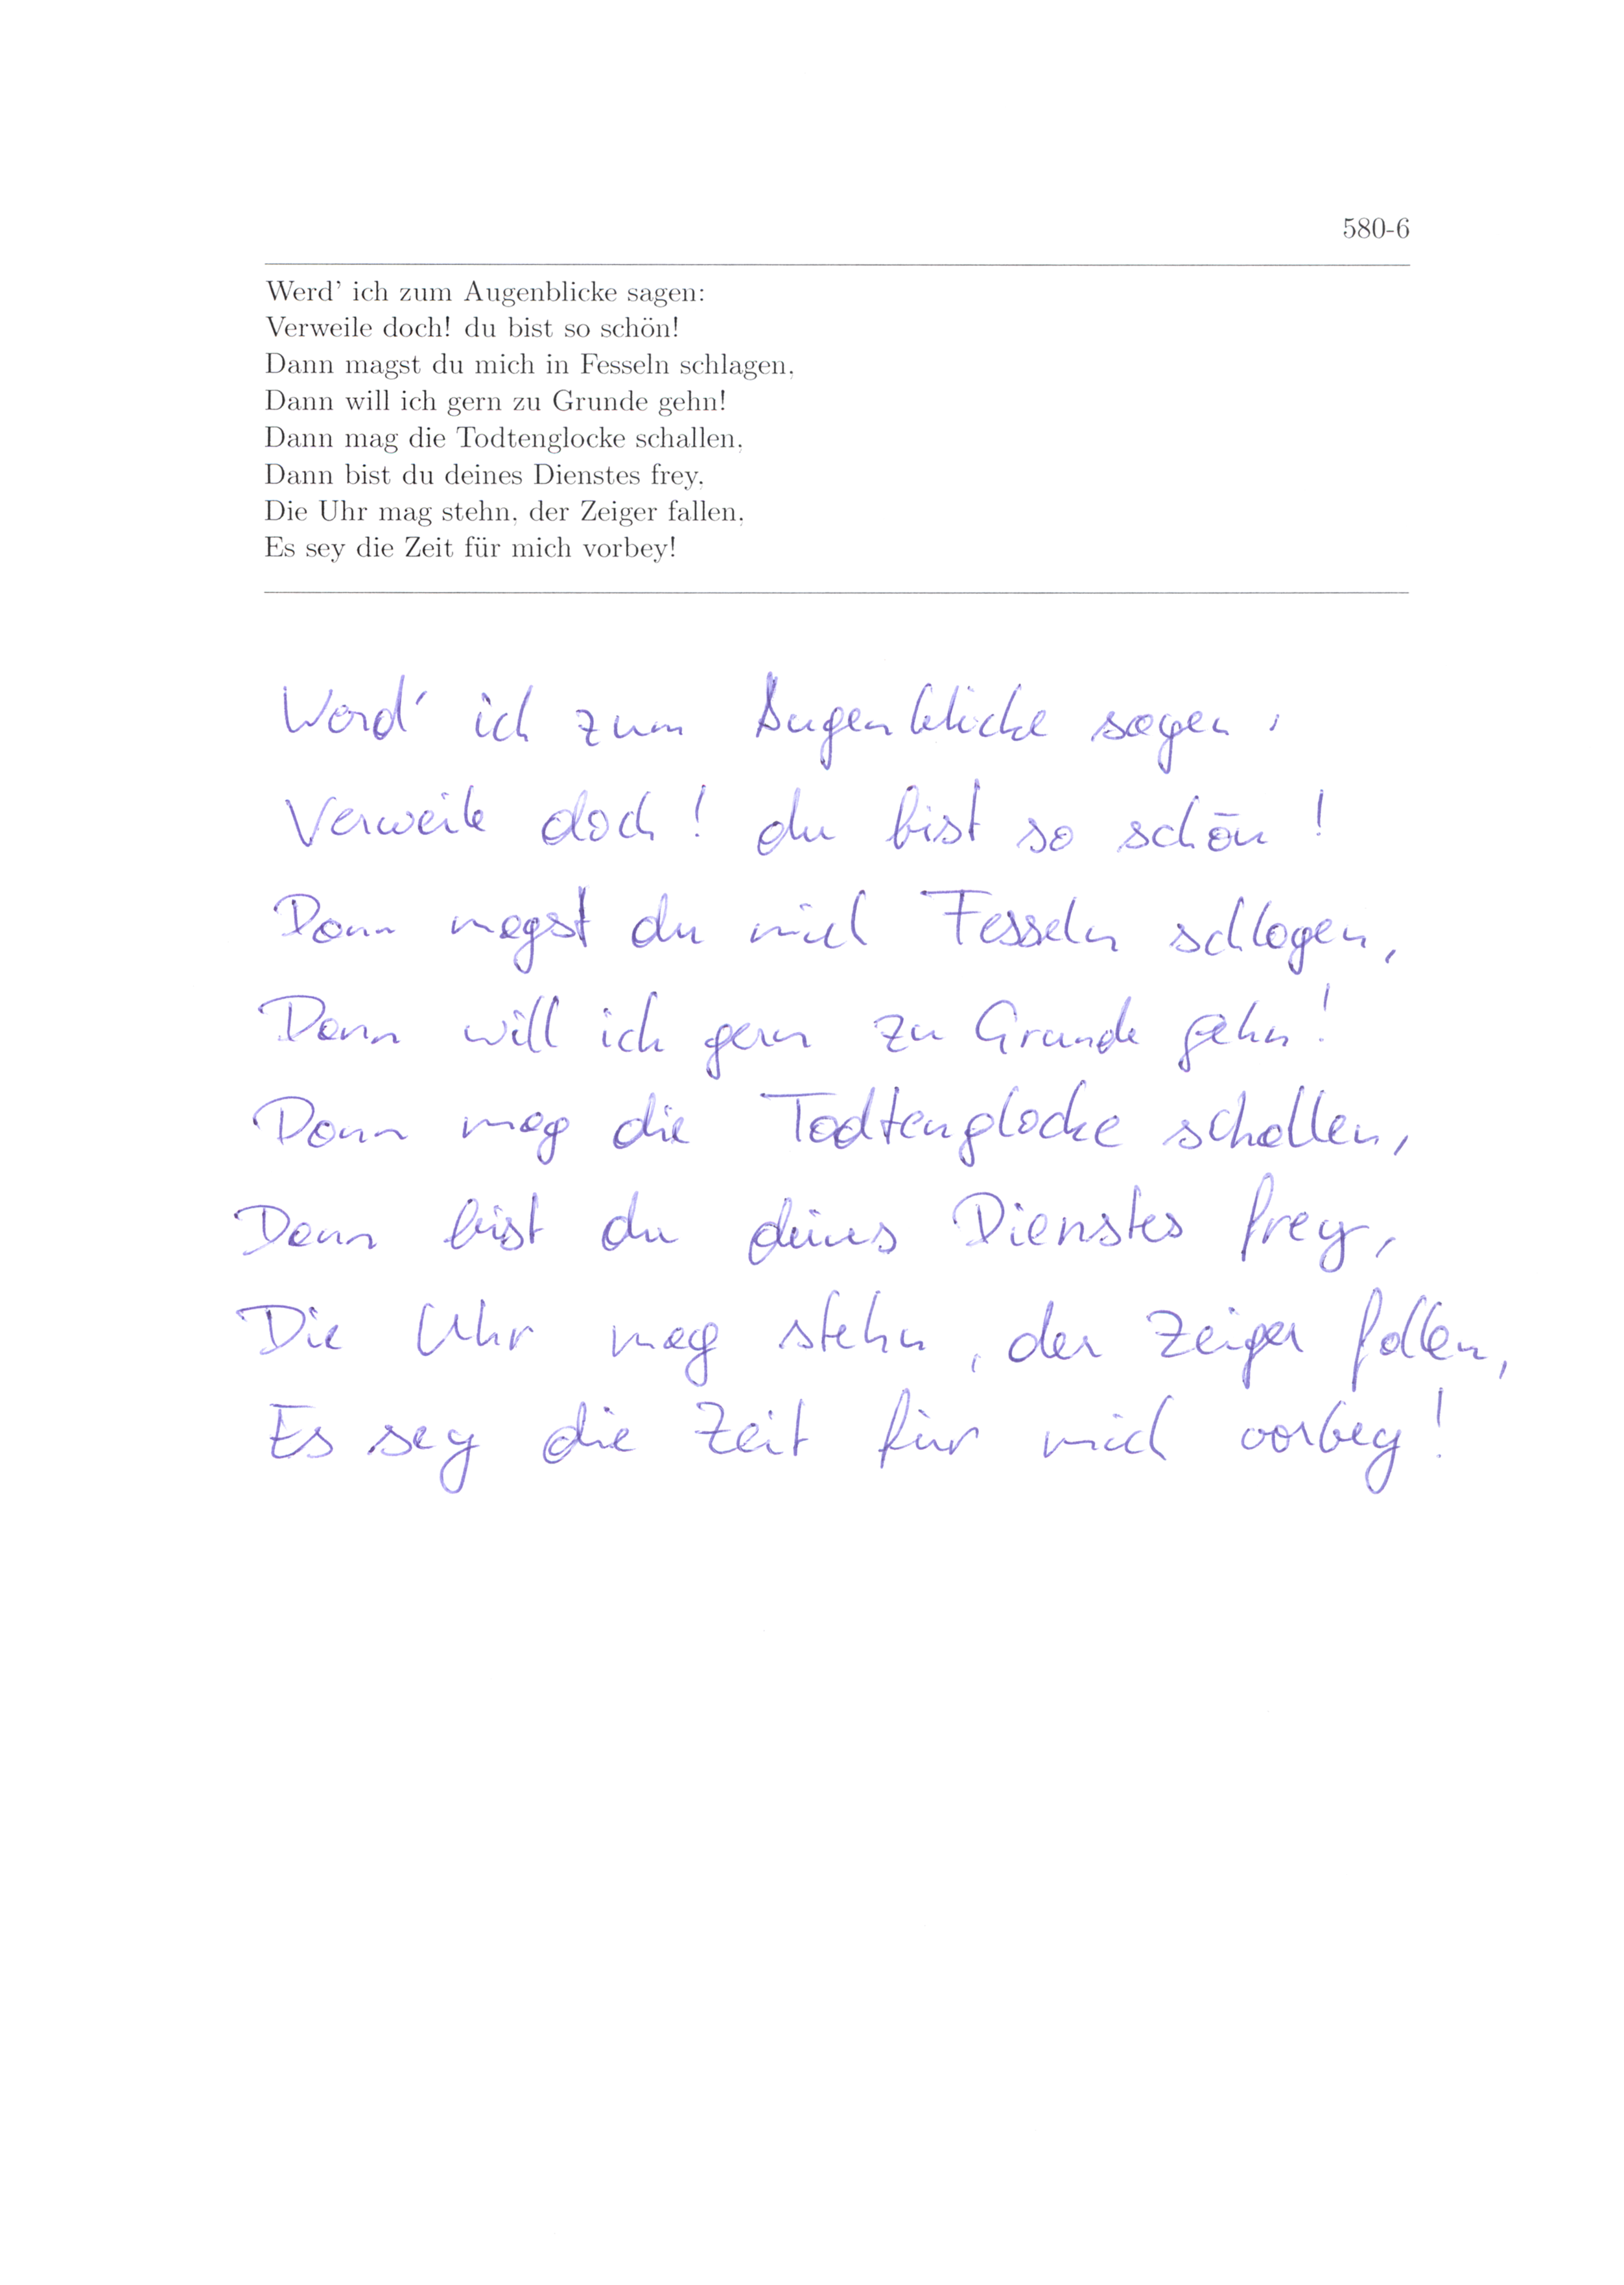 580-6
Werd' ich zum Augenblicke sagen:
Verweile doch! du bist so schön!
Dann magst du mich in Fesseln schlagen,
Dann will ich gern zu Grunde gehn!
Dann mag die Todtenglocke schallen,
Dann bist du deines Dienstes frey,
Die Uhr mag stehn, der Zeiger fallen,
Es sey die Zeit für mich vorbey!
Werd' ich zum Augenblicke sagen,
Verweile doch! du bist so schön!
Dann magst du mich Fesseln schlagen,
Dann will ich gern zu Grunde gehn!
Dann mag die Todtenglocke schallen,
Dann bist du deines Dienstes frey,
Die Uhr mag stehn, der Zeiger fallen,
Es sey die Zeit für mich vorbey!